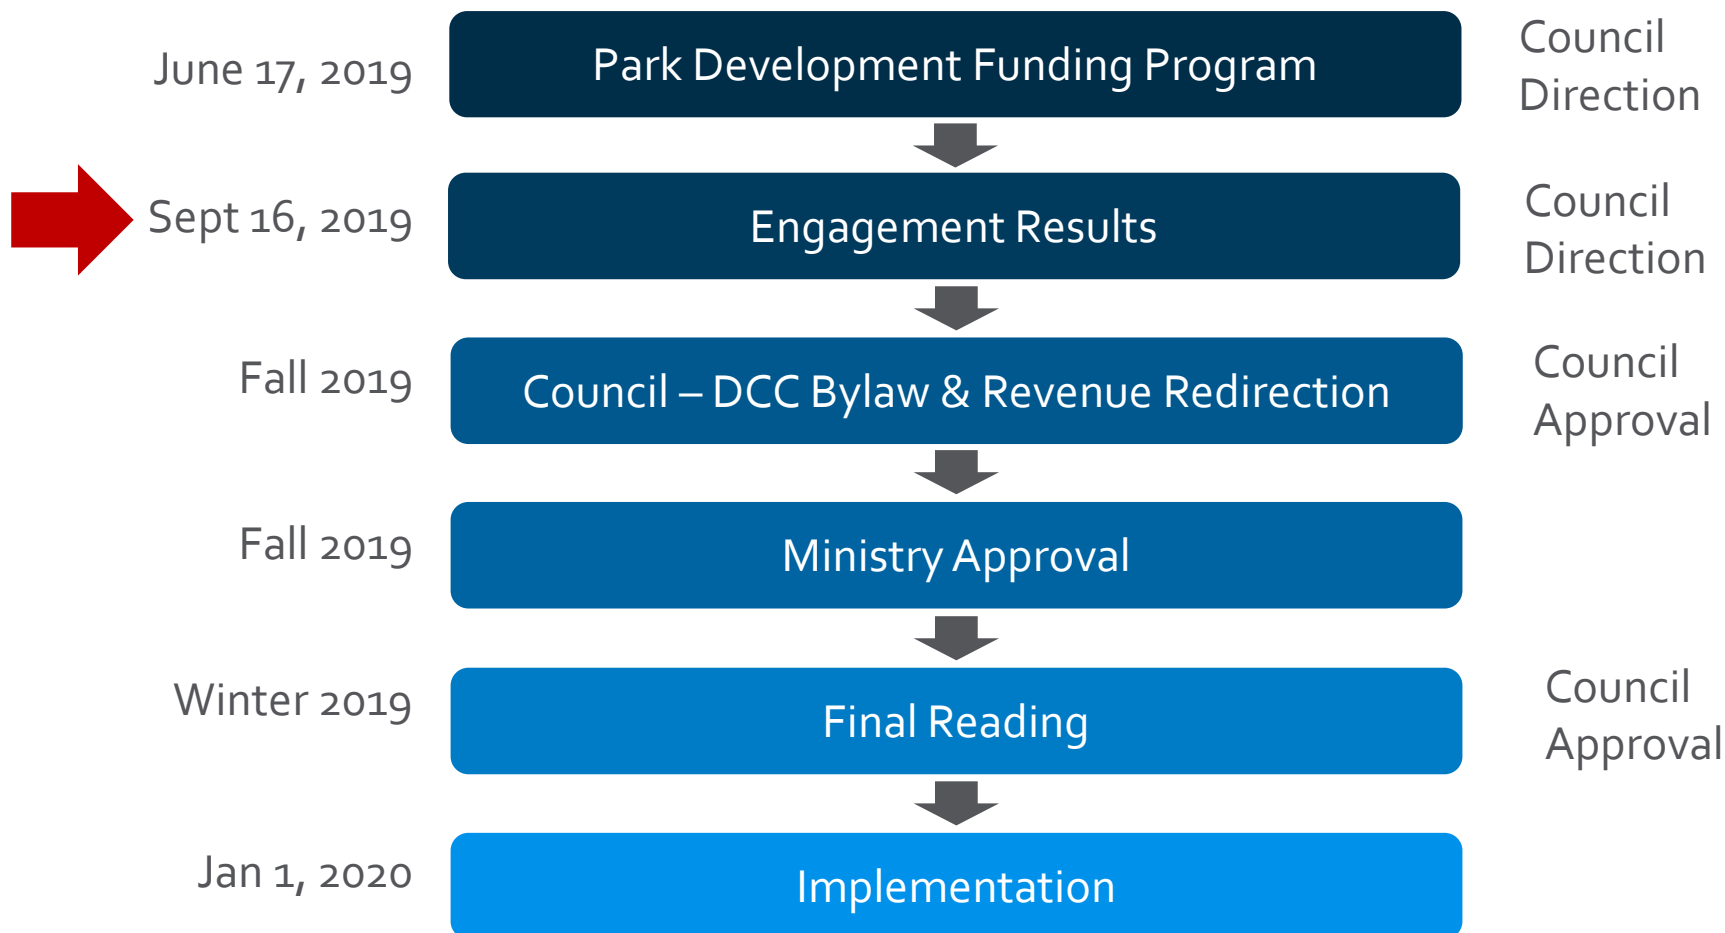 June 17, 2019
Park Development Funding Program
Council
Direction
Sept 16, 2019
Engagement Results
Council
Direction
Fall 2019
Council – DCC Bylaw & Revenue Redirection
Council
Approval
Fall 2019
Ministry Approval
Winter 2019
Final Reading
Council
Approval
Jan 1, 2020
Implementation